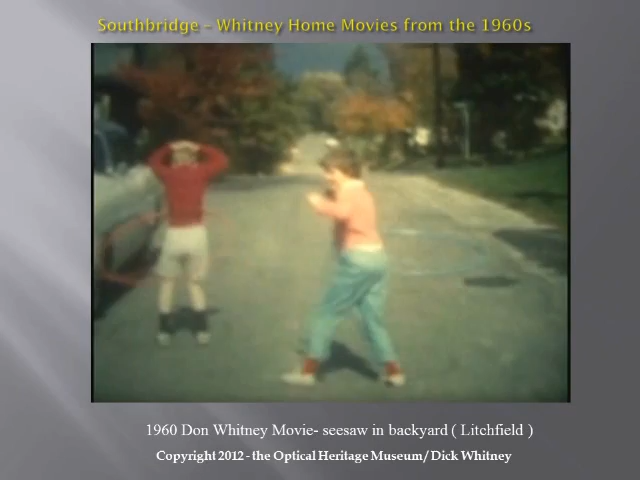 Southbridge - Whitney Home Movies from the 1960s
1960 Don Whitney Movie- seesaw in backyard ( Litchfield )
Copyright 2012 - the Optical Heritage Museum / Dick Whitney